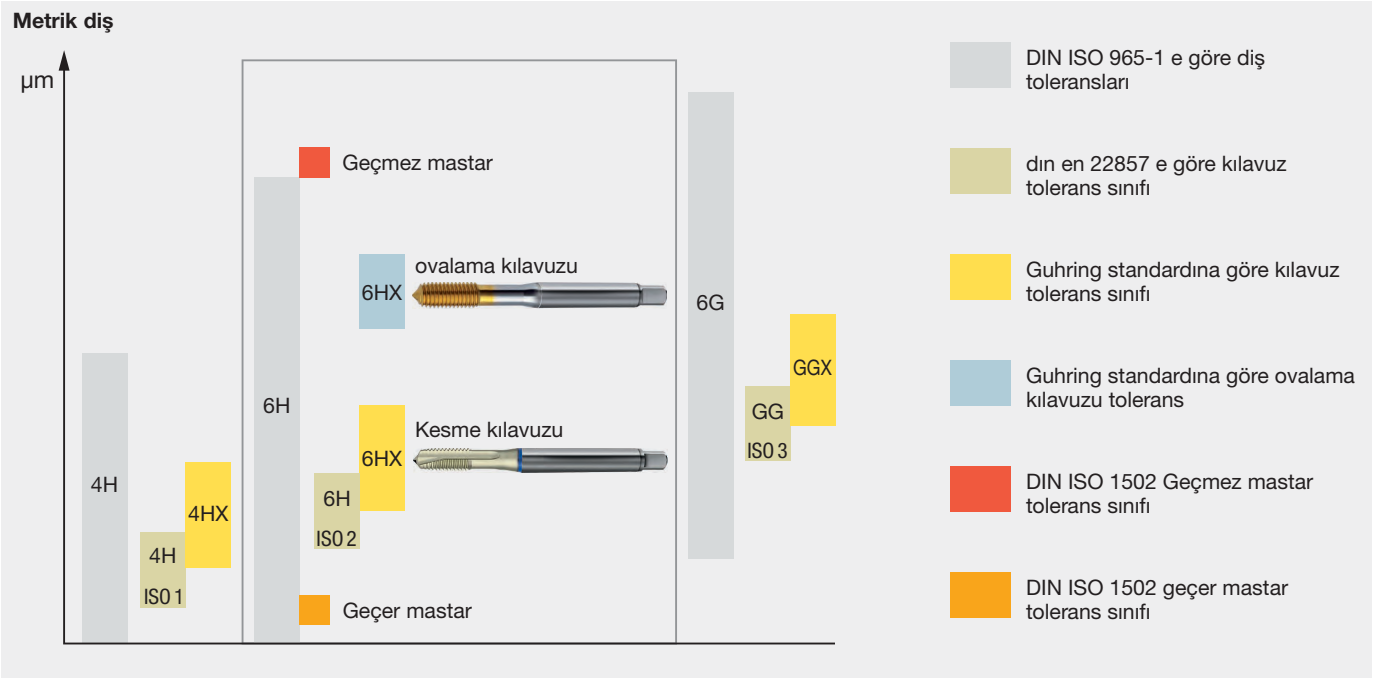 Metrik diş
µm
4H
4H
ISO 1
4HX
6H
Geçmez mastar
6HX
ovalama kılavuzu
6HX
Kesme kılavuzu
6H
ISO 2
Geçer mastar
6G
GG
ISO 3
GGX
DIN ISO 965-1 e göre diş
toleransları
dın en 22857 e göre kılavuz
tolerans sınıfı
Guhring standardına göre kılavuz
tolerans sınıfı
Guhring standardına göre ovalama
kılavuzu tolerans
DIN ISO 1502 Geçmez mastar
tolerans sınıfı
DIN ISO 1502 geçer mastar
tolerans sınıfı